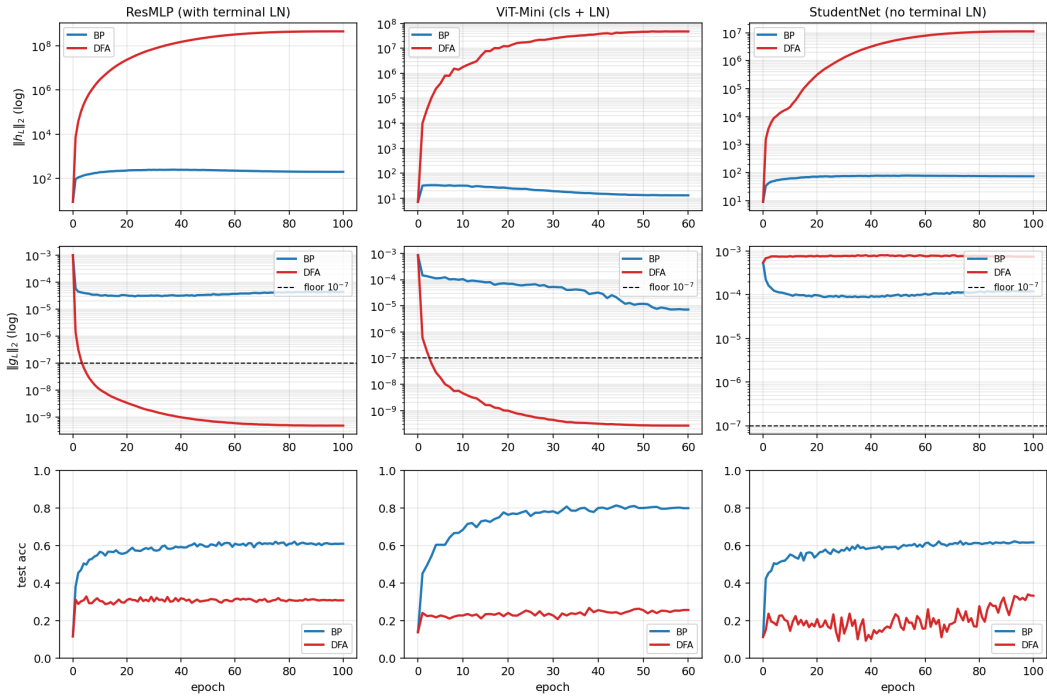 ResMLP (with terminal LN)
‖h_L‖₂ (log)
10⁸
10⁶
10⁴
10²
BP
DFA
0 20 40 60 80 100
ViT-Mini (cls + LN)
10⁸
10⁷
10⁶
10⁵
10⁴
10³
10²
10¹
BP
DFA
0 10 20 30 40 50 60
StudentNet (no terminal LN)
10⁷
10⁶
10⁵
10⁴
10³
10²
10¹
BP
DFA
0 20 40 60 80 100
‖g_L‖₂ (log)
10⁻³
10⁻⁴
10⁻⁵
10⁻⁶
10⁻⁷
10⁻⁸
10⁻⁹
BP
DFA
floor 10⁻⁷
0 20 40 60 80 100
10⁻³
10⁻⁴
10⁻⁵
10⁻⁶
10⁻⁷
10⁻⁸
10⁻⁹
BP
DFA
floor 10⁻⁷
0 10 20 30 40 50 60
10⁻³
10⁻⁴
10⁻⁵
10⁻⁶
10⁻⁷
BP
DFA
floor 10⁻⁷
0 20 40 60 80 100
test acc
1.0
0.8
0.6
0.4
0.2
0.0
BP
DFA
0 20 40 60 80 100
epoch
1.0
0.8
0.6
0.4
0.2
0.0
BP
DFA
0 10 20 30 40 50 60
epoch
1.0
0.8
0.6
0.4
0.2
0.0
BP
DFA
0 20 40 60 80 100
epoch